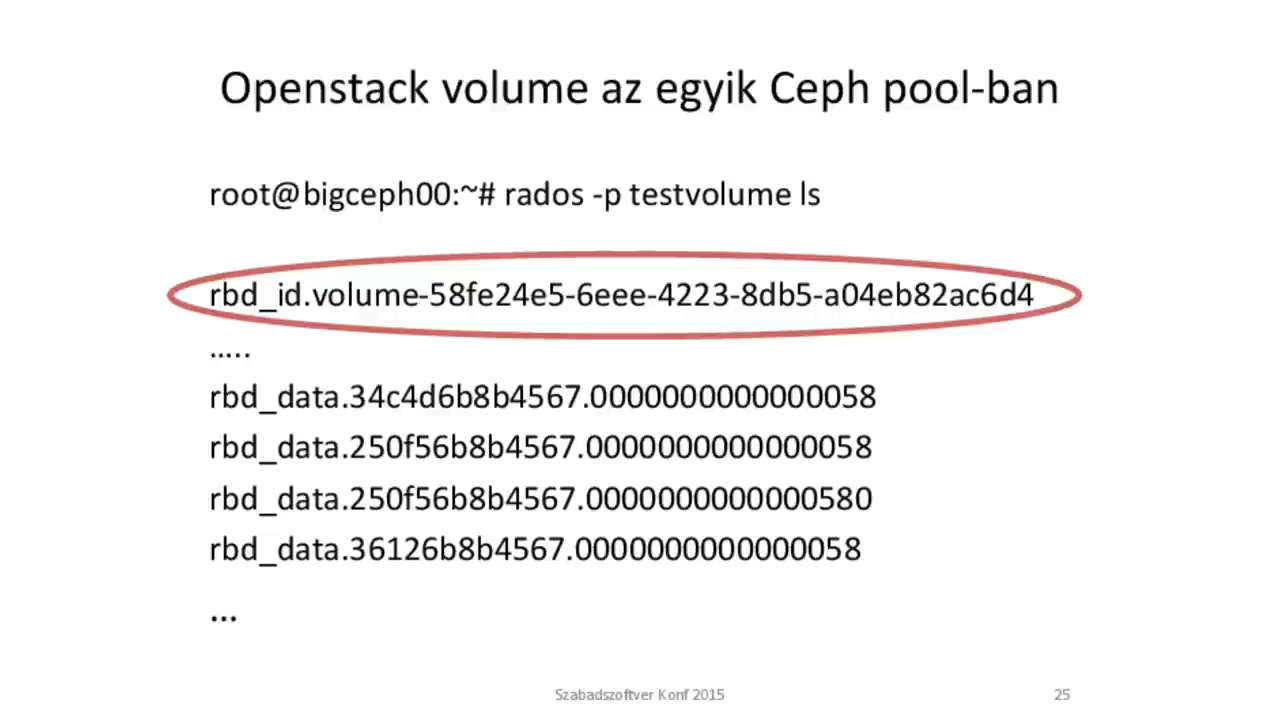 Openstack volume az egyik Ceph pool-ban
root@bigceph00:~# rados -p testvolume ls
rbd_id.volume-58fe24e5-6eee-4223-8db5-a04eb82ac6d4
.....
rbd_data.34c4d6b8b4567.0000000000000058
rbd_data.250f56b8b4567.0000000000000058
rbd_data.250f56b8b4567.0000000000000580
rbd_data.36126b8b4567.0000000000000058
...
Szabadszoftver Konf 2015
25